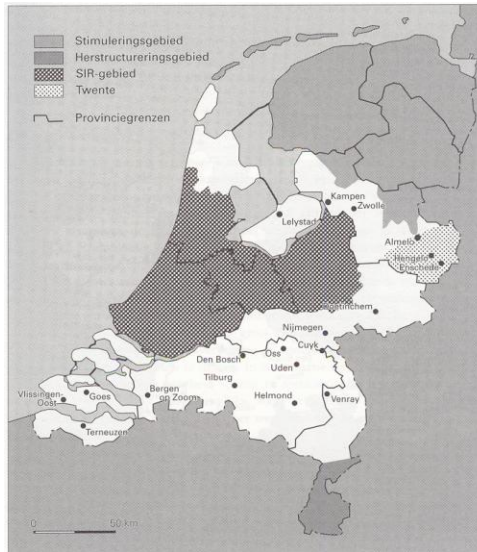 Stimuleringsgebied
Herstructureringsgebied
SIR-gebied
Twente
Provinciegrenzen
Kampen
Zwolle
Lelystad
Almelo
Hengelo
Enschede
Doetinchem
Nijmegen
Cuyk
Oss
Den Bosch
Uden
Tilburg
Bergen
op Zoom
Goes
Vlissingen-
Oost
Helmond
Venray
Terneuzen
0 50 km